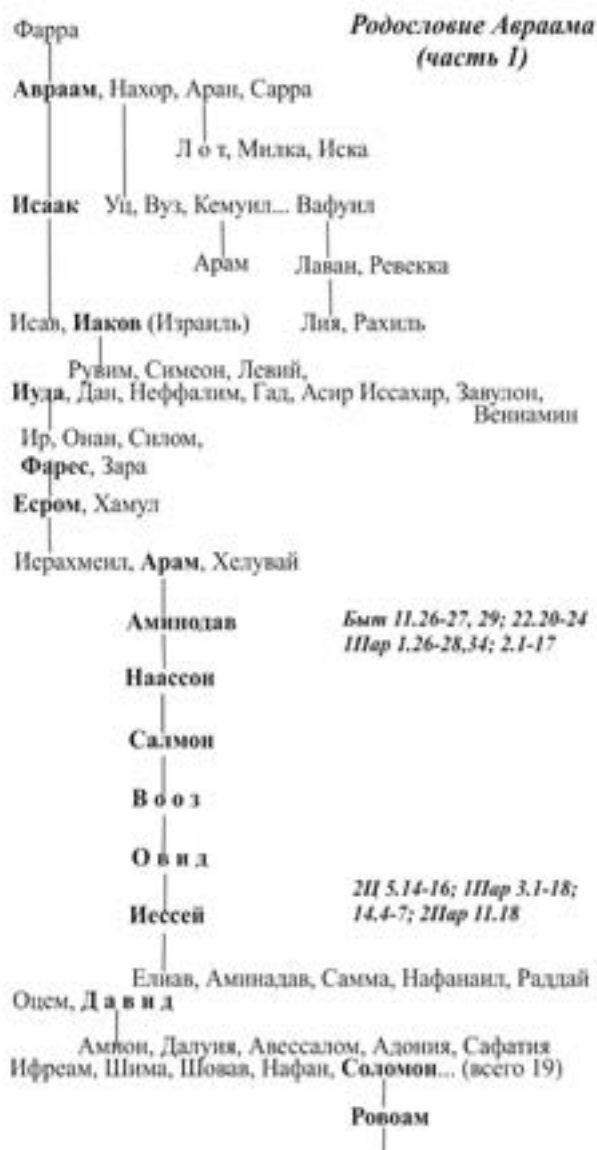 Родословие Авраама
(часть I)
Фарра
Авраам, Нахор, Аран, Сарра
Л о т, Милка, Иска
Исаак Уц, Вуз, Кемуил... Вафуил
Арам Лаван, Ревекка
Исав, Иаков (Израиль) Лия, Рахиль
Рувим, Симеон, Левий,
Иуда, Дан, Неффалим, Гад, Асир Иссахар, Завулон,
Вениамин
Ир, Онан, Силом,
Фарес, Зара
Есром, Хамул
Иерахмеил, Арам, Хелувай
Аминодав
Быт 11.26-27, 29; 22.20-24
1Пар 1.26-28,34; 2.1-17
Наассон
Салмон
В о о з
О в и д
2Ц 5.14-16; 1Пар 3.1-18;
Иессей 14.4-7; 2Пар 11.18
Елиав, Аминадав, Самма, Нафанаил, Раддай
Оцем, Д а в и д
Амнон, Далуия, Авессалом, Адония, Сафатия
Ифреам, Шима, Шовав, Нафан, Соломон... (всего 19)
Ровоам